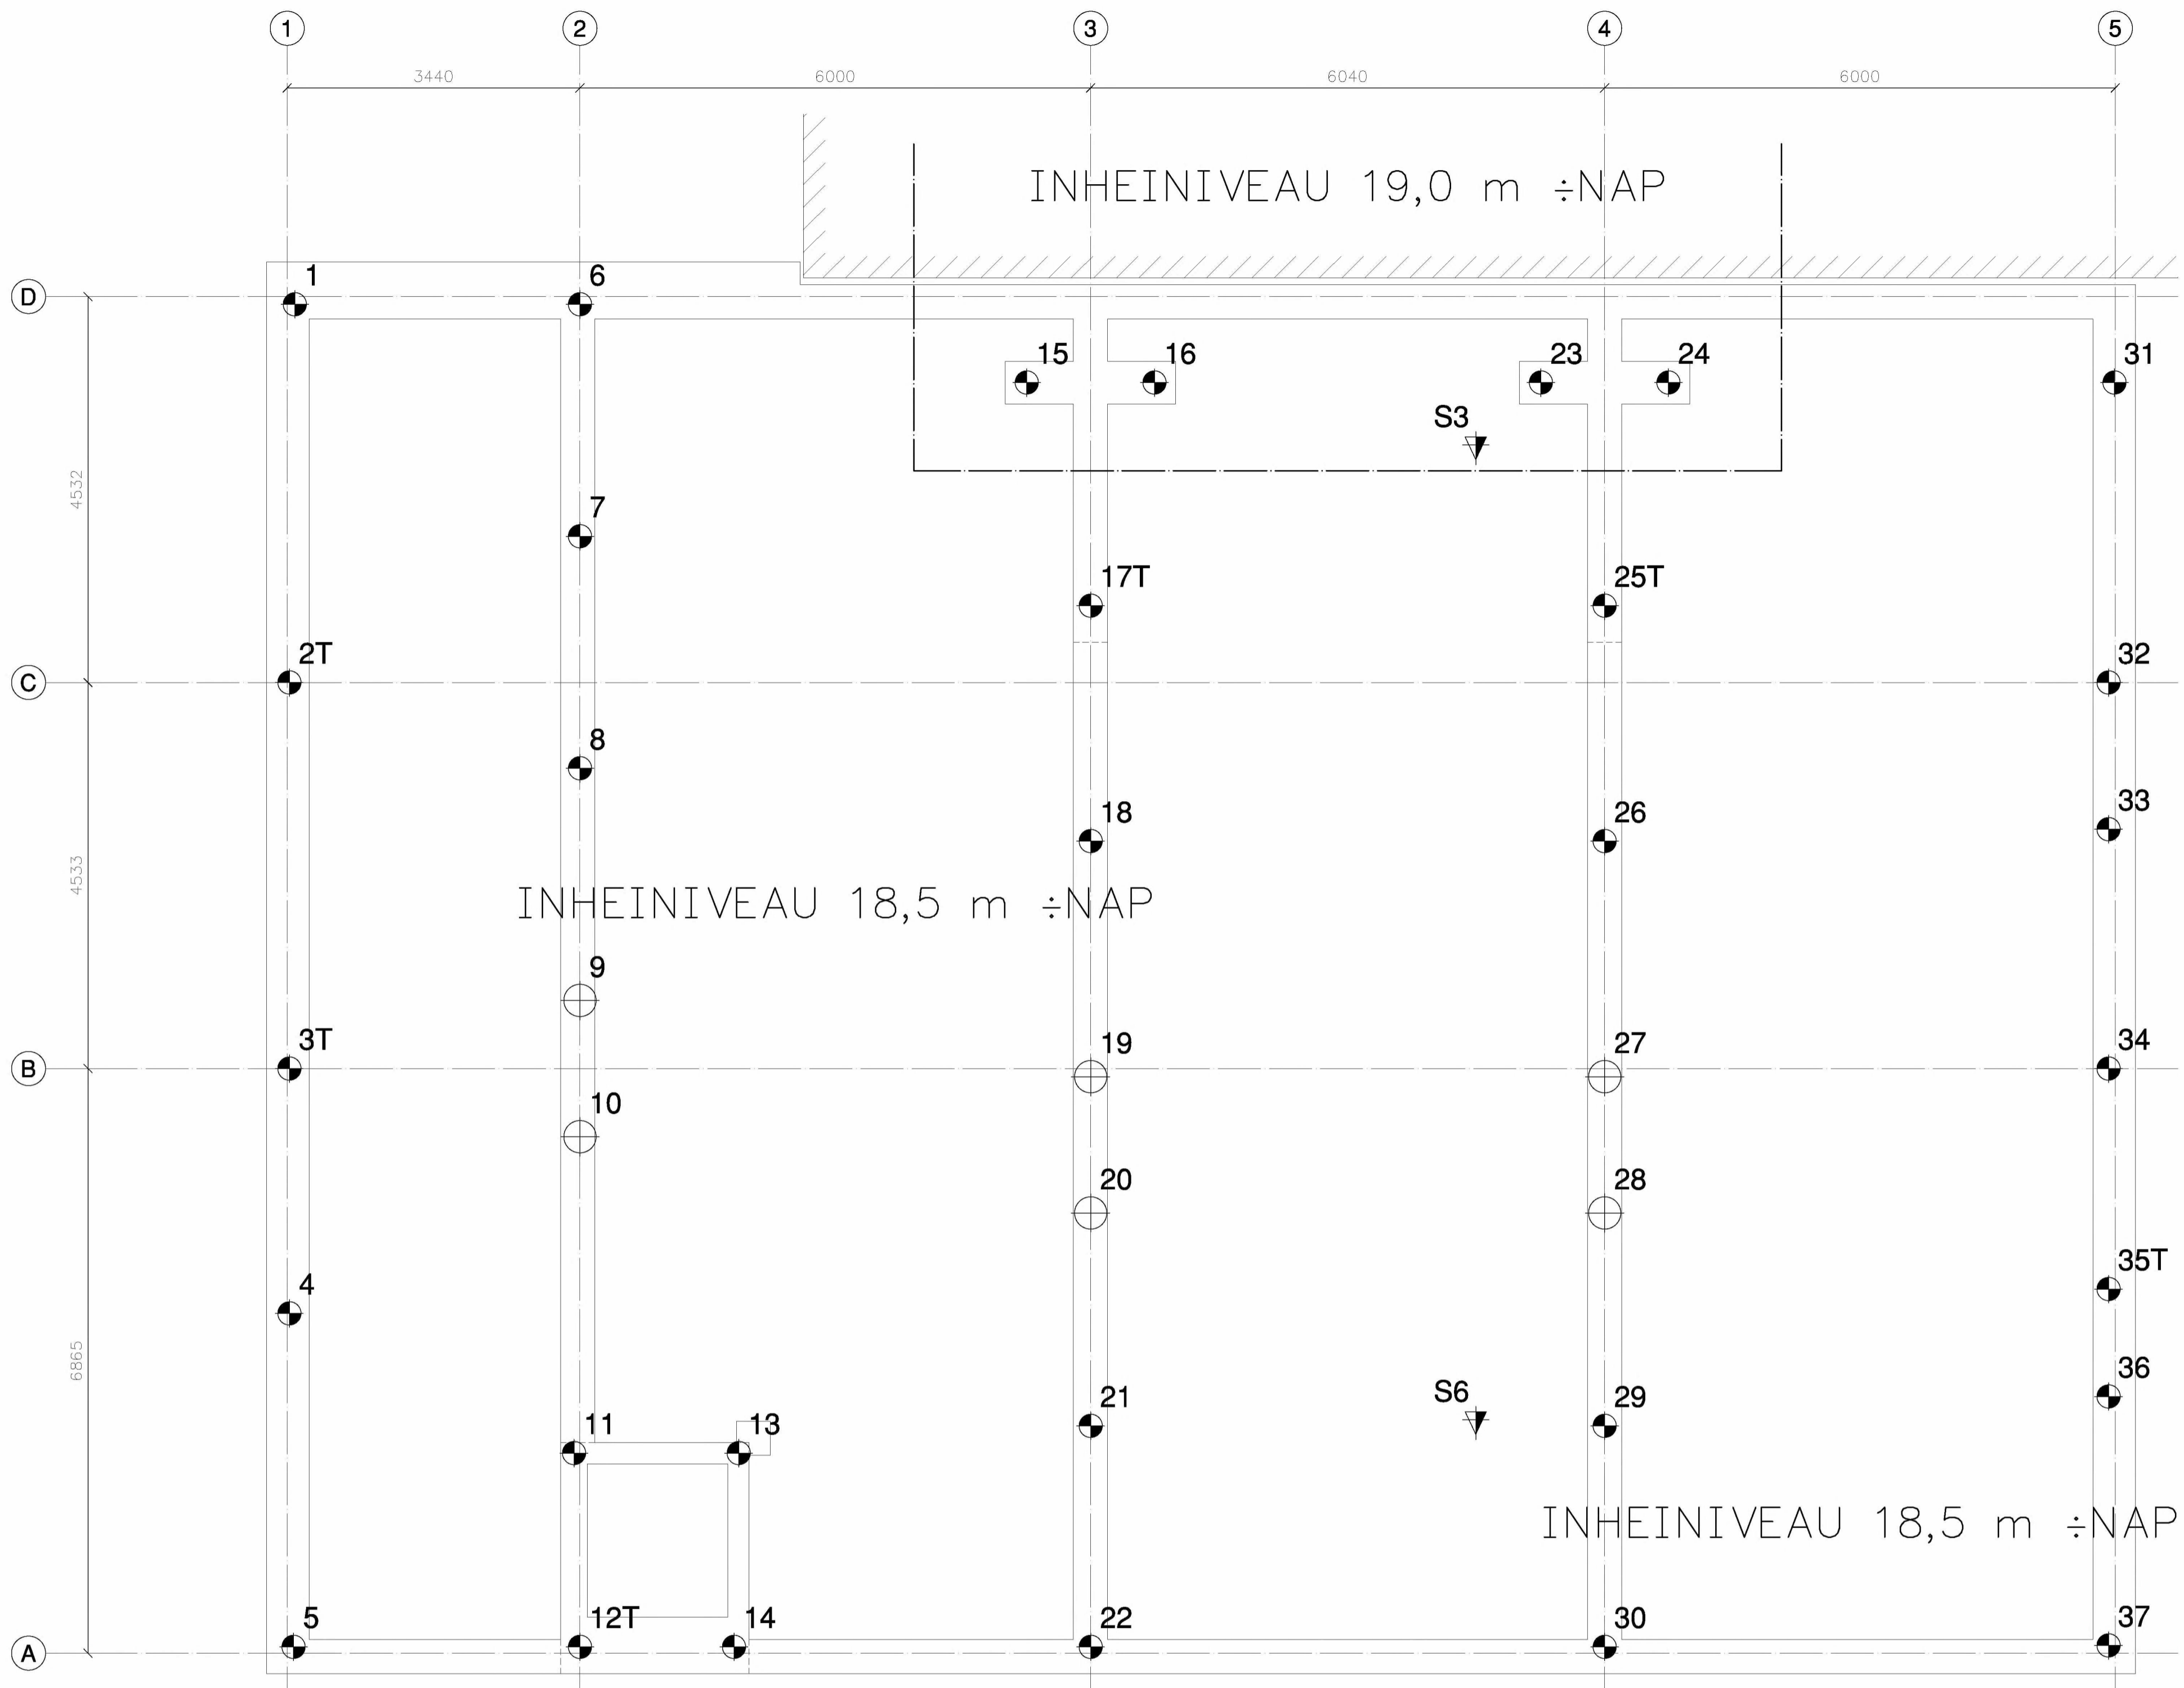 1 2 3 4 5
3440 6000 6040 6000
INHEINIVEAU 19,0 m ÷NAP
1 6
D
15 16 23 24 31
S3
4532
7
17T 25T
2T 32
C
8
18 26 33
4533
INHEINIVEAU 18,5 m ÷NAP
9
3T 19 27 34
B
10
20 28
35T
4
6865
36
S6
21 29
11 13
INHEINIVEAU 18,5 m ÷NAP
5 12T 14 22 30 37
A